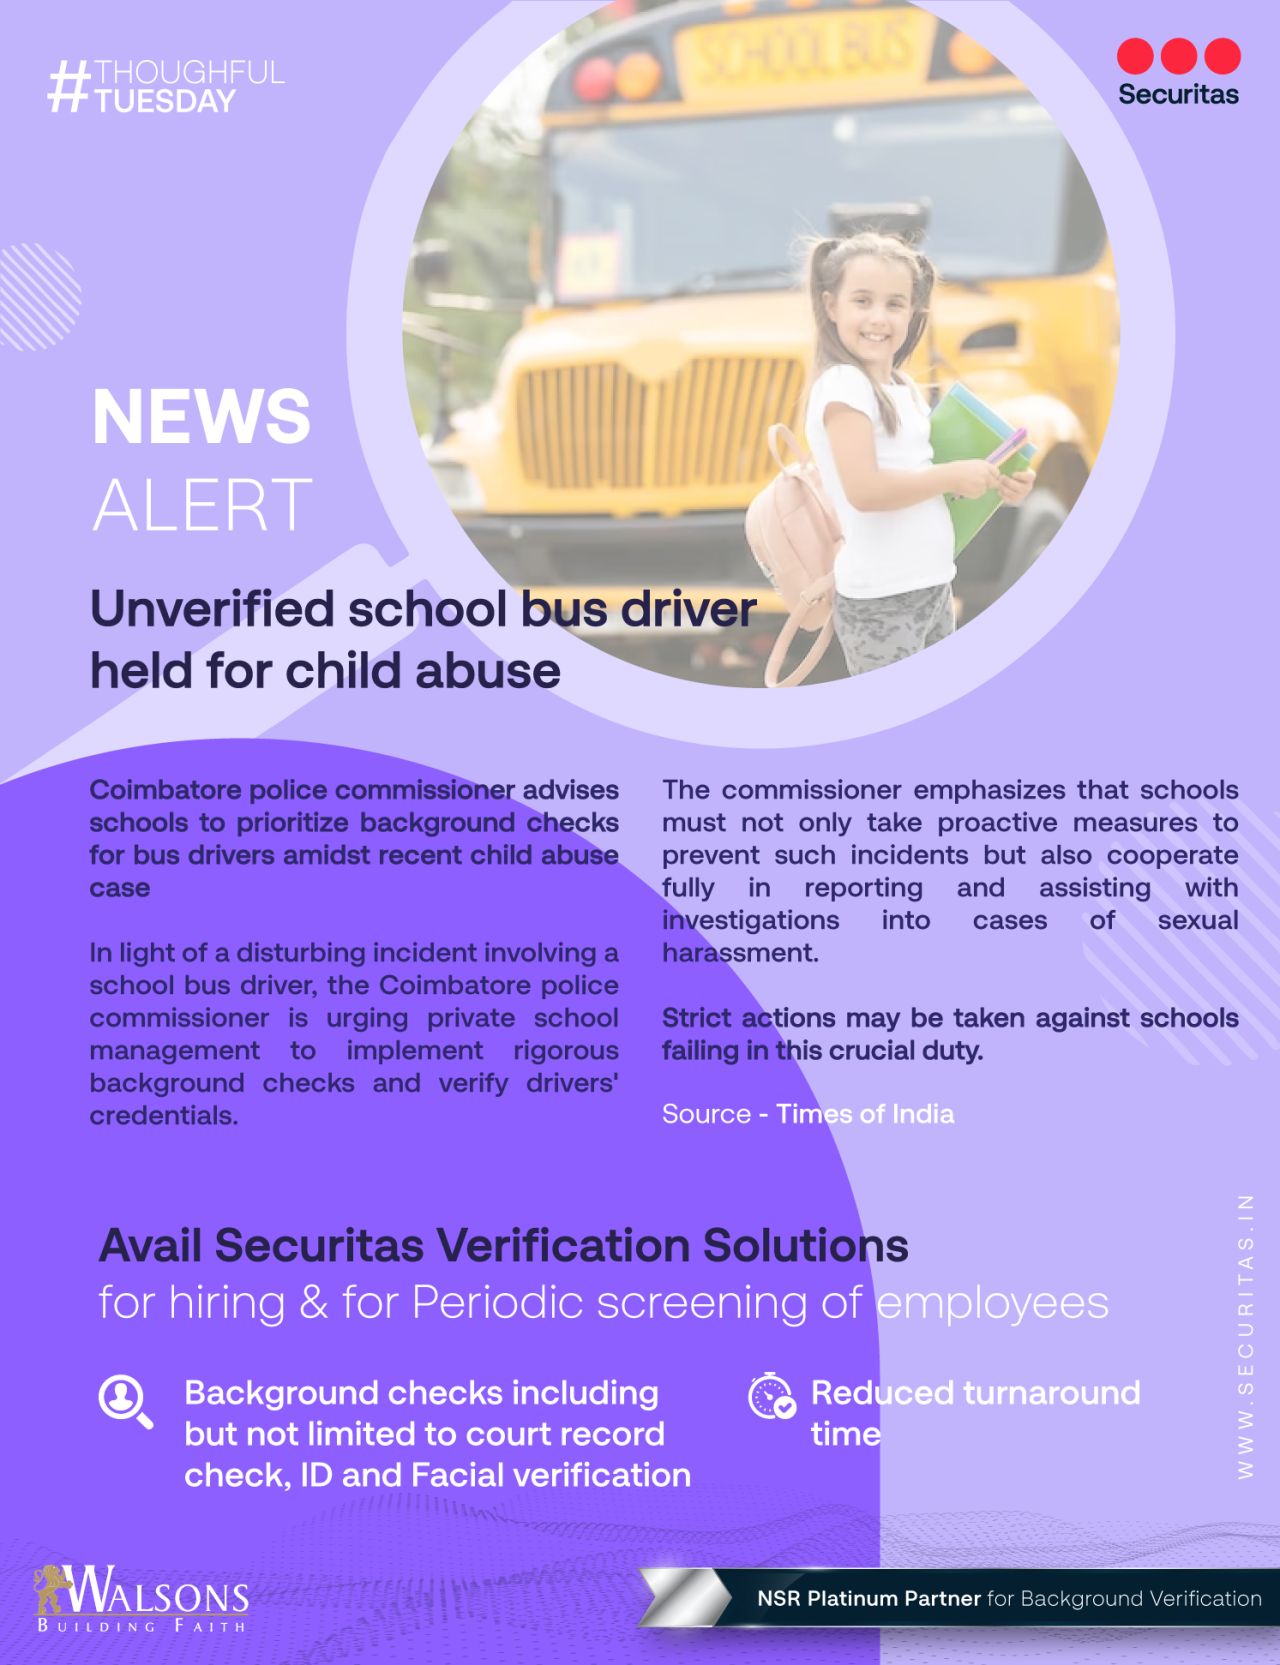 #THOUGHFUL
TUESDAY
Securitas
SCHOOL BUS
NEWS
ALERT
Unverified school bus driver
held for child abuse
Coimbatore police commissioner advises
schools to prioritize background checks
for bus drivers amidst recent child abuse
case
In light of a disturbing incident involving a
school bus driver, the Coimbatore police
commissioner is urging private school
management to implement rigorous
background checks and verify drivers'
credentials.
The commissioner emphasizes that schools
must not only take proactive measures to
prevent such incidents but also cooperate
fully in reporting and assisting with
investigations into cases of sexual
harassment.
Strict actions may be taken against schools
failing in this crucial duty.
Source - Times of India
Avail Securitas Verification Solutions
for hiring & for Periodic screening of employees
Background checks including
but not limited to court record
check, ID and Facial verification
Reduced turnaround
time
WWW.SECURITAS.IN
WALSONS
BUILDING FAITH
NSR Platinum Partner for Background Verification